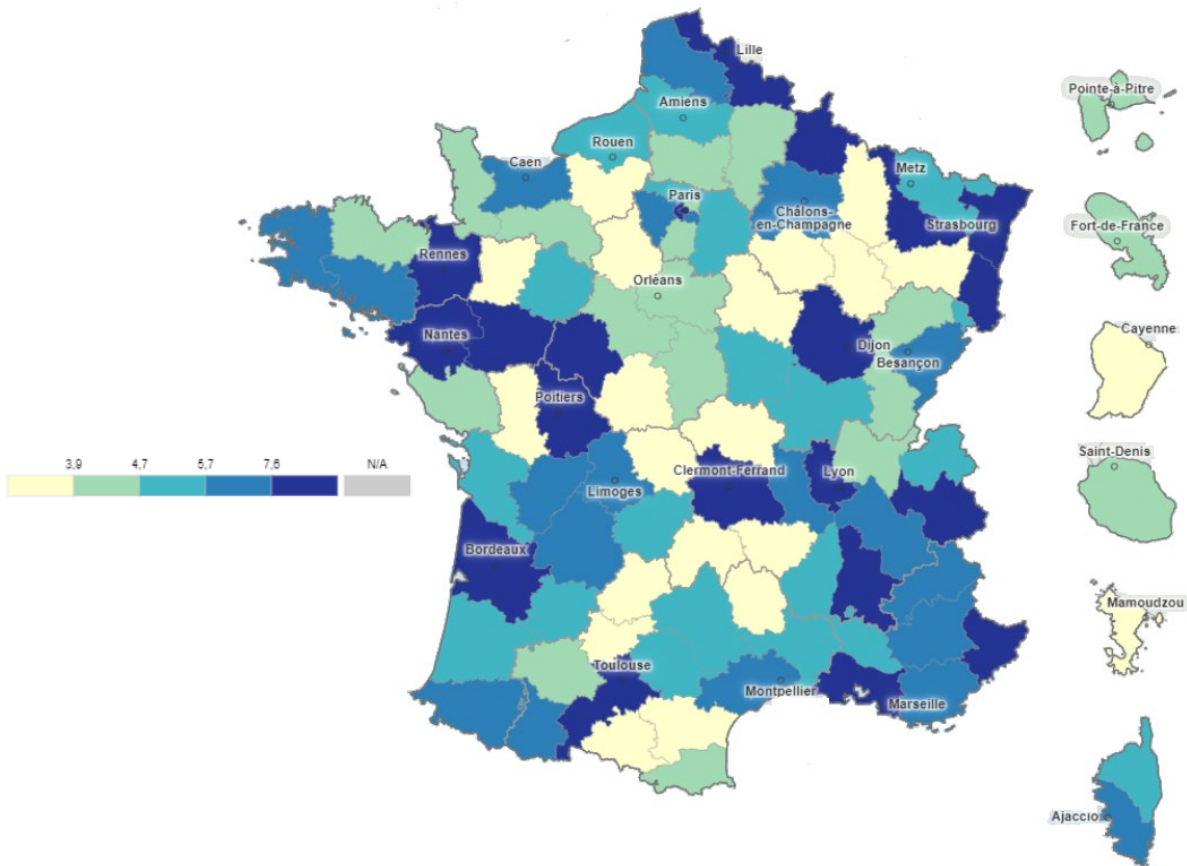 Lille
Pointe-à-Pitre
Amiens
Rouen
Caen
Metz
Paris
Châlons-
en-Champagne
Strasbourg
Fort-de-France
Rennes
Orléans
Nantes
Dijon
Besançon
Cayenne
Poitiers
3,9 4,7 5,7 7,6 N/A
Clermont-Ferrand
Lyon
Saint-Denis
Limoges
Bordeaux
Mamoudzou
Toulouse
Montpellier
Marseille
Ajaccio